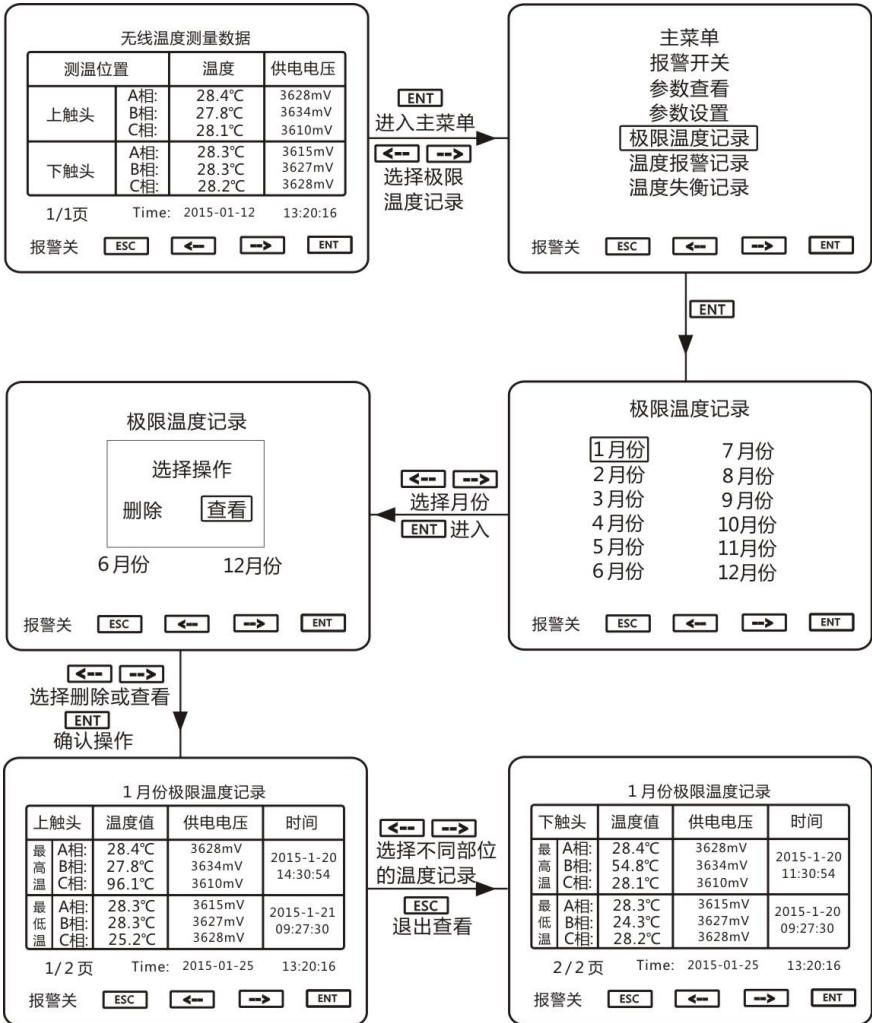 无线温度测量数据
测温位置 温度 供电电压
上触头 A相: 28.4℃ 3628mV
B相: 27.8℃ 3634mV
C相: 28.1℃ 3610mV
下触头 A相: 28.3℃ 3615mV
B相: 28.3℃ 3627mV
C相: 28.2℃ 3628mV
1/1页 Time: 2015-01-12 13:20:16
报警关 ESC <-- --> ENT
ENT
进入主菜单
<-- -->
选择极限
温度记录
主菜单
报警开关
参数查看
参数设置
极限温度记录
温度报警记录
温度失衡记录
报警关 ESC <-- --> ENT
ENT
极限温度记录
1月份 7月份
2月份 8月份
3月份 9月份
4月份 10月份
5月份 11月份
6月份 12月份
报警关 ESC <-- --> ENT
<-- -->
选择月份
ENT 进入
极限温度记录
选择操作
删除 查看
6月份 12月份
报警关 ESC <-- --> ENT
<-- -->
选择删除或查看
ENT
确认操作
1月份极限温度记录
上触头 温度值 供电电压 时间
最高温 A相: 28.4℃ 3628mV 2015-1-20
B相: 27.8℃ 3634mV 14:30:54
C相: 96.1℃ 3610mV
最低温 A相: 28.3℃ 3615mV 2015-1-21
B相: 28.3℃ 3627mV 09:27:30
C相: 25.2℃ 3628mV
1/2页 Time: 2015-01-25 13:20:16
报警关 ESC <-- --> ENT
<-- -->
选择不同部位
的温度记录
ESC
退出查看
1月份极限温度记录
下触头 温度值 供电电压 时间
最高温 A相: 28.4℃ 3628mV 2015-1-20
B相: 54.8℃ 3634mV 11:30:54
C相: 28.1℃ 3610mV
最低温 A相: 28.3℃ 3615mV 2015-1-20
B相: 24.3℃ 3627mV 09:27:30
C相: 28.2℃ 3628mV
2/2页 Time: 2015-01-25 13:20:16
报警关 ESC <-- --> ENT